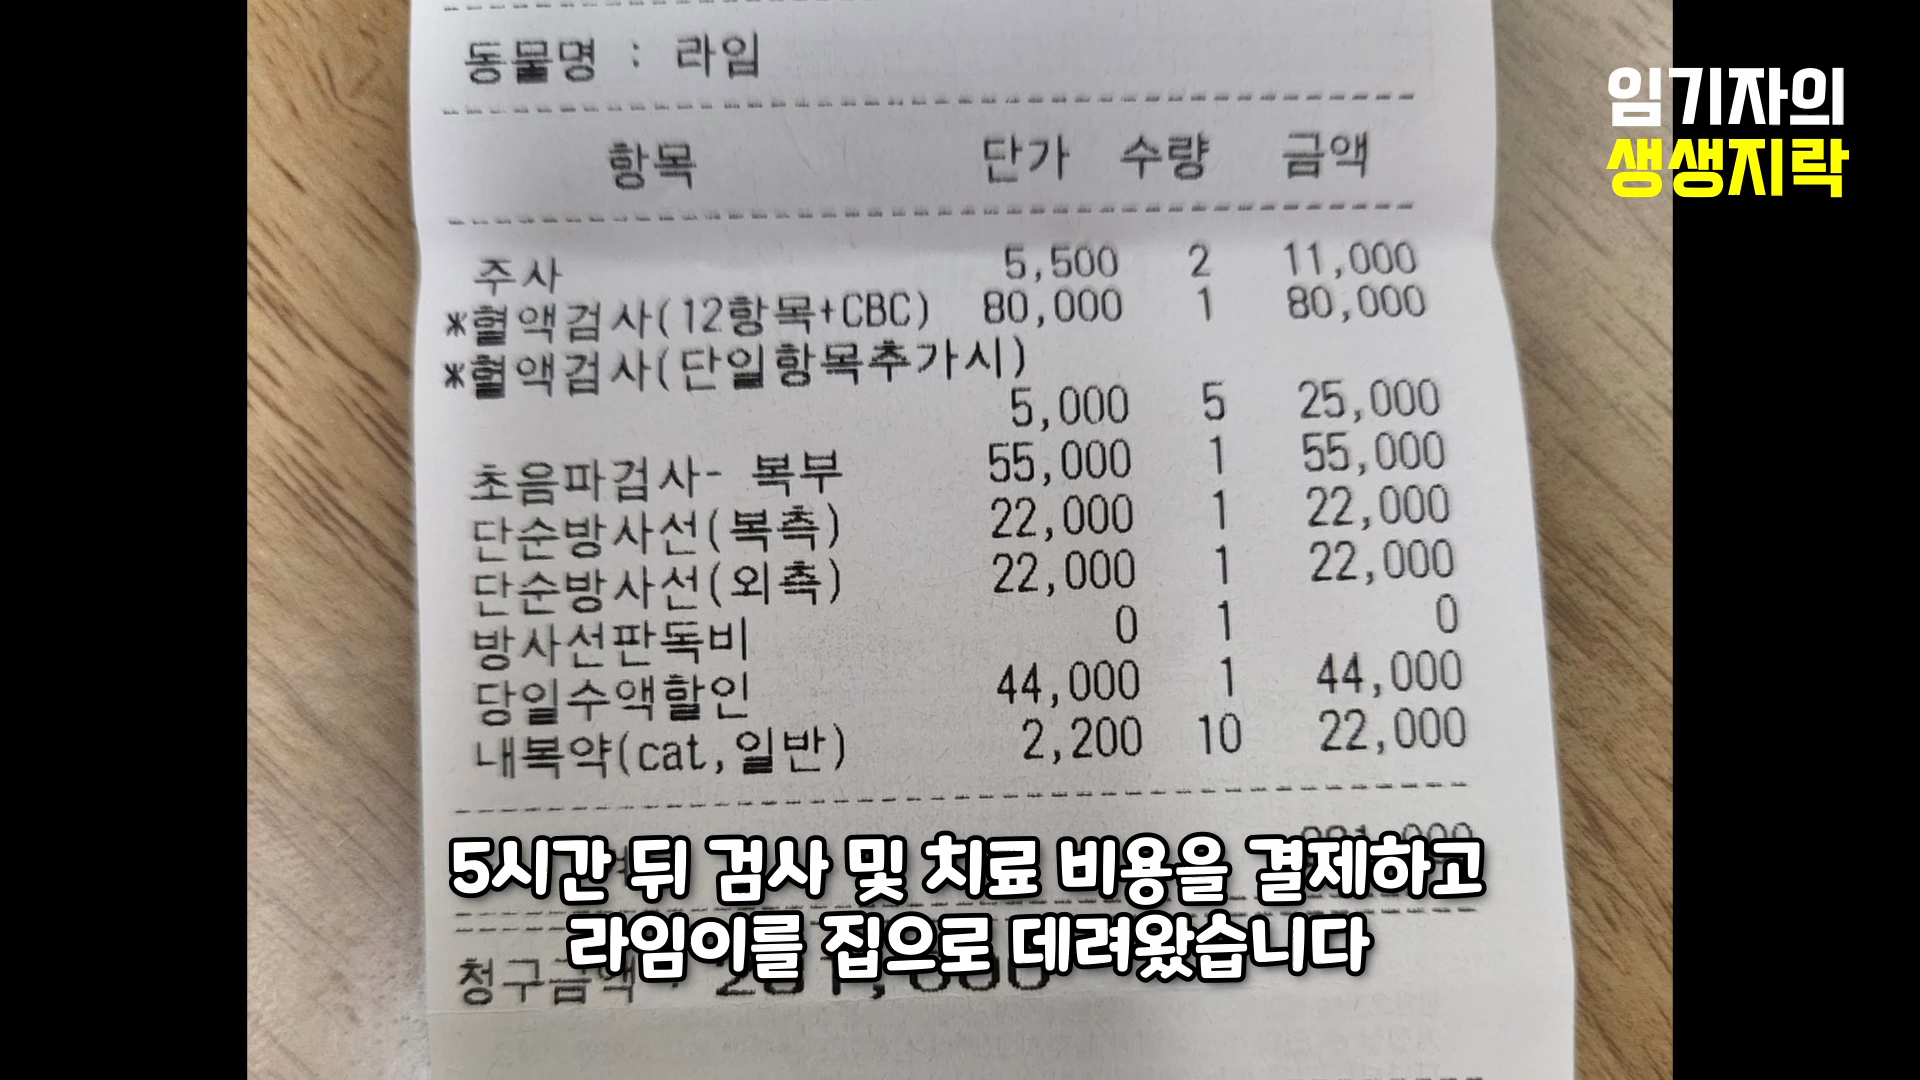 동물명 : 라임
임기자의
생생지락
항목 단가 수량 금액
주사 5,500 2 11,000
*혈액검사(12항목+CBC) 80,000 1 80,000
*혈액검사(단일항목추가시)
5,000 5 25,000
초음파검사- 복부 55,000 1 55,000
단순방사선(복측) 22,000 1 22,000
단순방사선(외측) 22,000 1 22,000
방사선판독비 0 1 0
당일수액할인 44,000 1 44,000
내복약(cat,일반) 2,200 10 22,000
5시간 뒤 검사 및 치료 비용을 결제하고
라임이를 집으로 데려왔습니다
청구금액 :